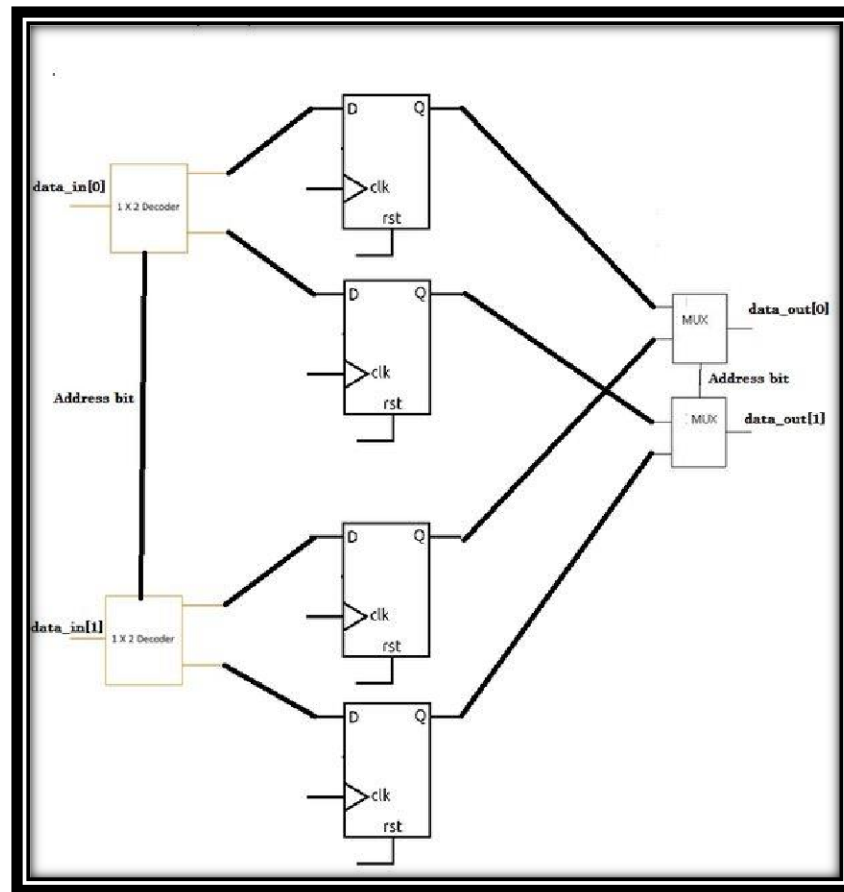 D
Q
clk
rst
data_in[0]
1 X 2 Decoder
D
Q
clk
rst
MUX
data_out[0]
Address bit
Address bit
MUX
data_out[1]
D
Q
clk
rst
data_in[1]
1 X 2 Decoder
D
Q
clk
rst